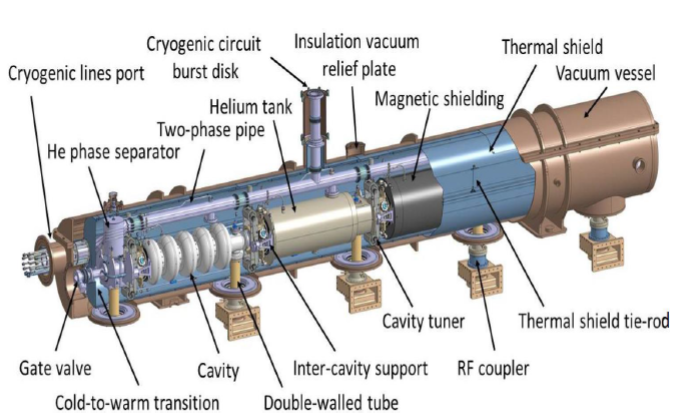 Cryogenic circuit
burst disk
Insulation vacuum
relief plate
Thermal shield
Vacuum vessel
Cryogenic lines port
Helium tank
Magnetic shielding
Two-phase pipe
He phase separator
Cavity tuner
Thermal shield tie-rod
Gate valve
Cavity
Inter-cavity support
RF coupler
Cold-to-warm transition
Double-walled tube